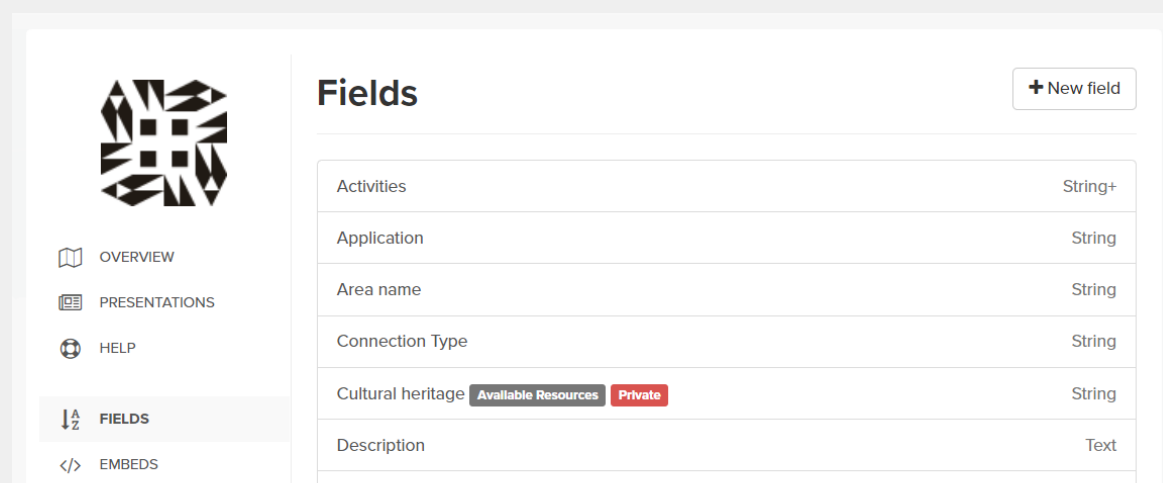 Fields
+ New field
OVERVIEW
PRESENTATIONS
HELP
FIELDS
EMBEDS
Activities String+
Application String
Area name String
Connection Type String
Cultural heritage Available Resources Private String
Description Text